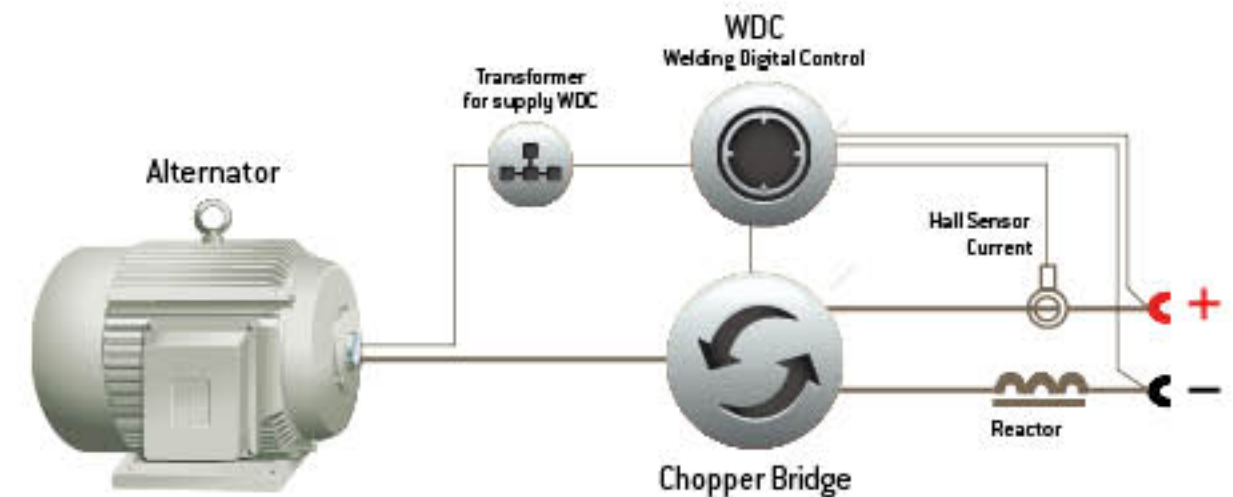 WDC
Welding Digital Control
Transformer
for supply WDC
Alternator
Hall Sensor
Current
+
−
Reactor
Chopper Bridge